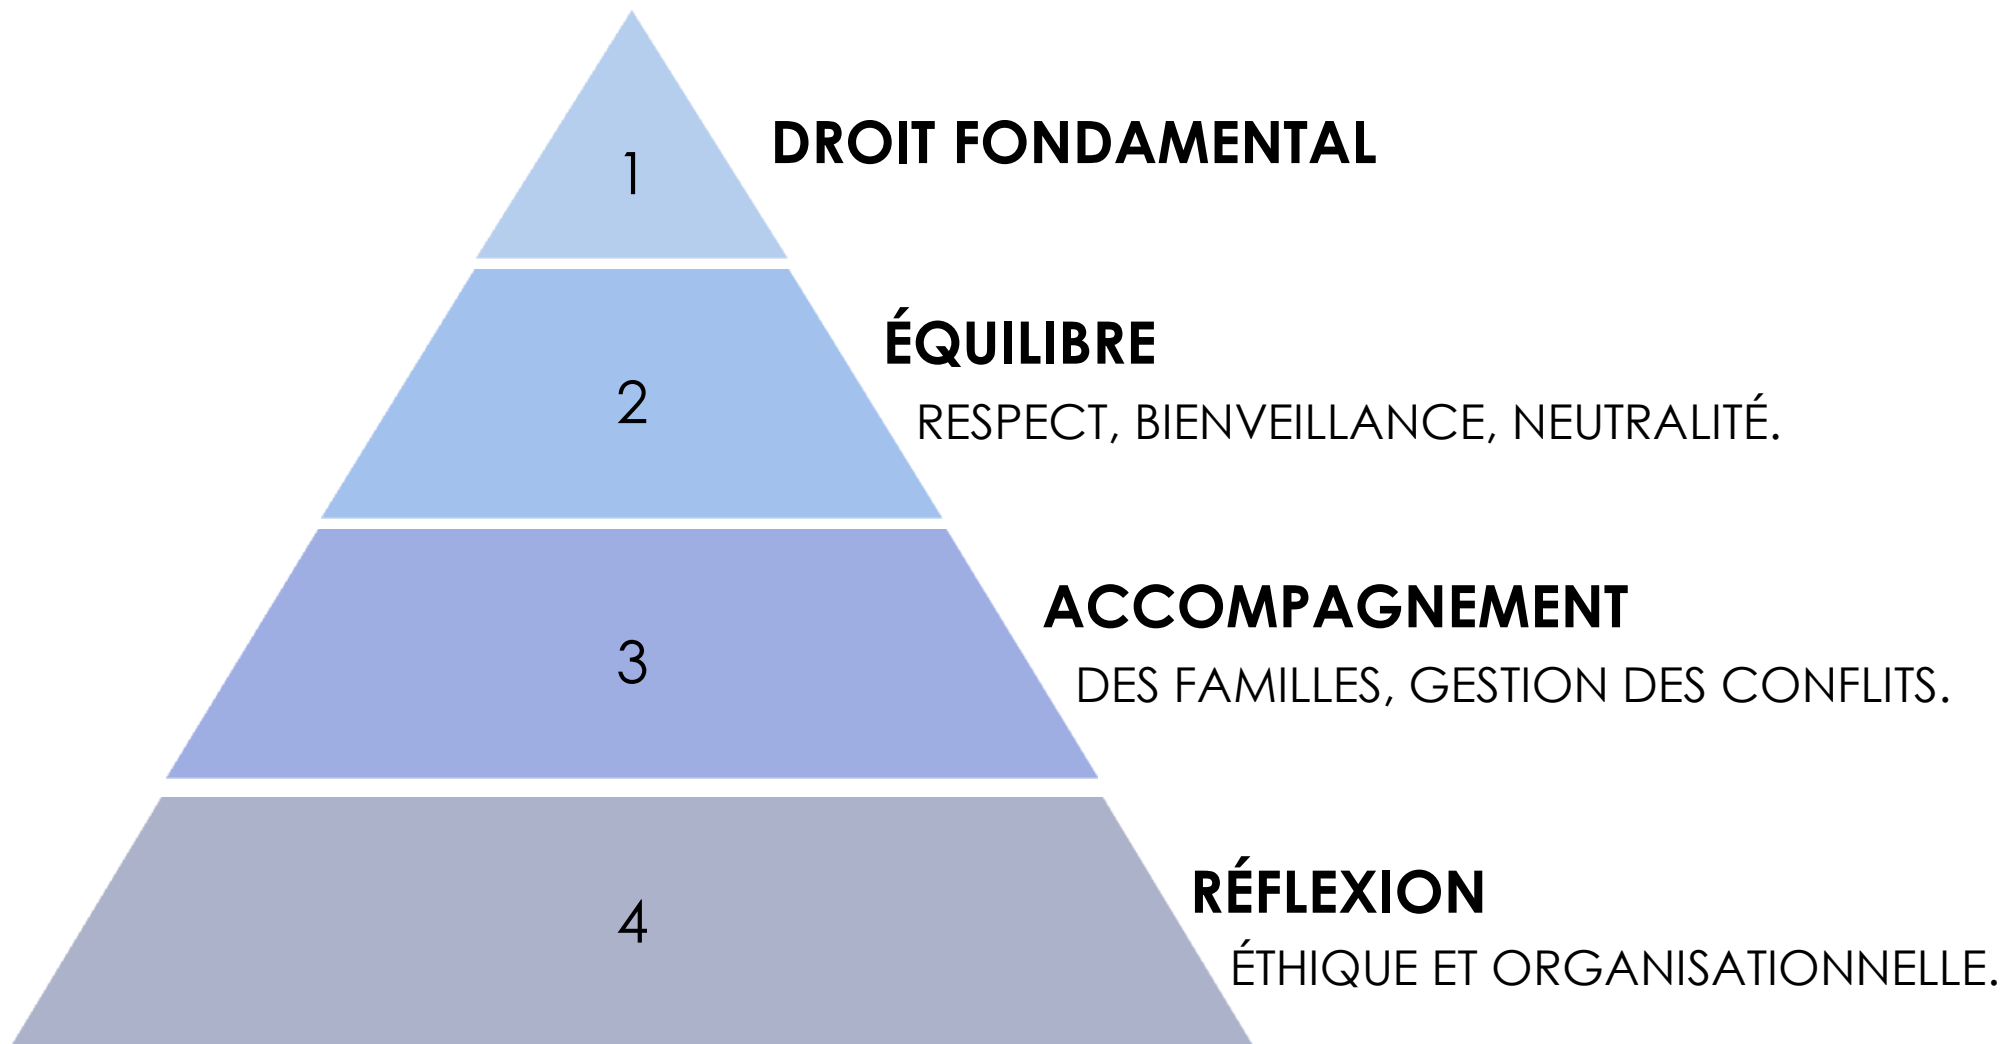 1
DROIT FONDAMENTAL
ÉQUILIBRE
2
RESPECT, BIENVEILLANCE, NEUTRALITÉ.
ACCOMPAGNEMENT
3
DES FAMILLES, GESTION DES CONFLITS.
RÉFLEXION
4
ÉTHIQUE ET ORGANISATIONNELLE.